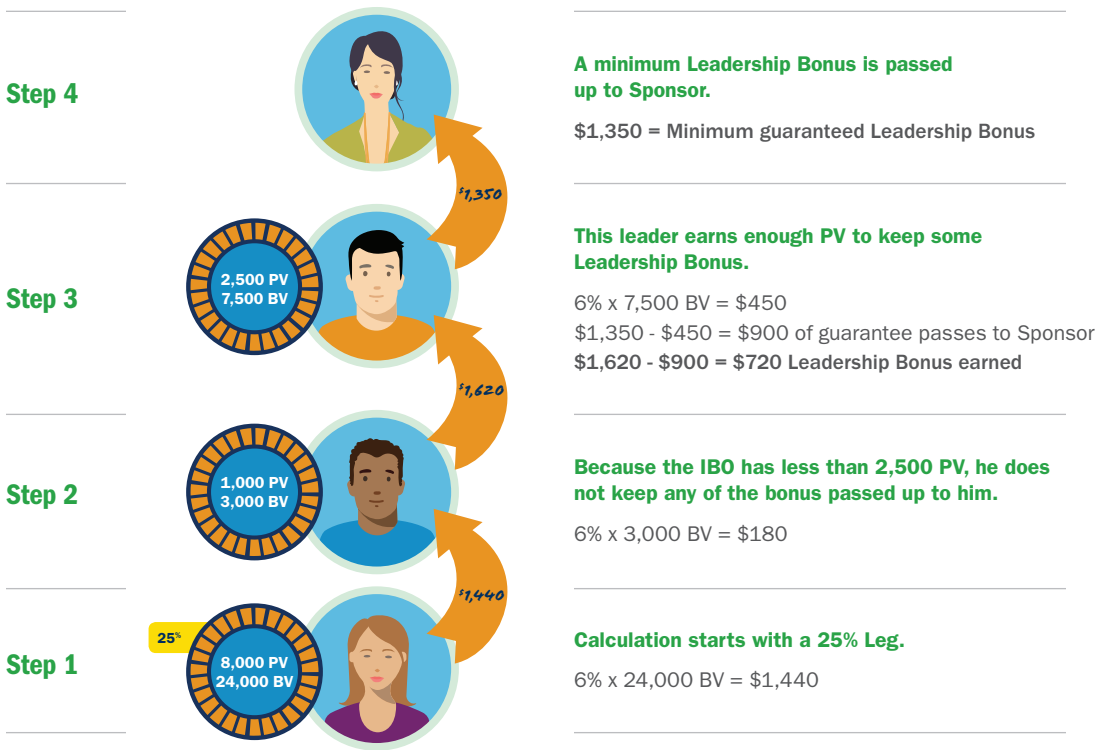 Step 4
A minimum Leadership Bonus is passed
up to Sponsor.
$1,350 = Minimum guaranteed Leadership Bonus
$1,350
Step 3
2,500 PV
7,500 BV
This leader earns enough PV to keep some
Leadership Bonus.
6% x 7,500 BV = $450
$1,350 - $450 = $900 of guarantee passes to Sponsor
$1,620 - $900 = $720 Leadership Bonus earned
$1,620
Step 2
1,000 PV
3,000 BV
Because the IBO has less than 2,500 PV, he does
not keep any of the bonus passed up to him.
6% x 3,000 BV = $180
$1,440
Step 1
25%
8,000 PV
24,000 BV
Calculation starts with a 25% Leg.
6% x 24,000 BV = $1,440